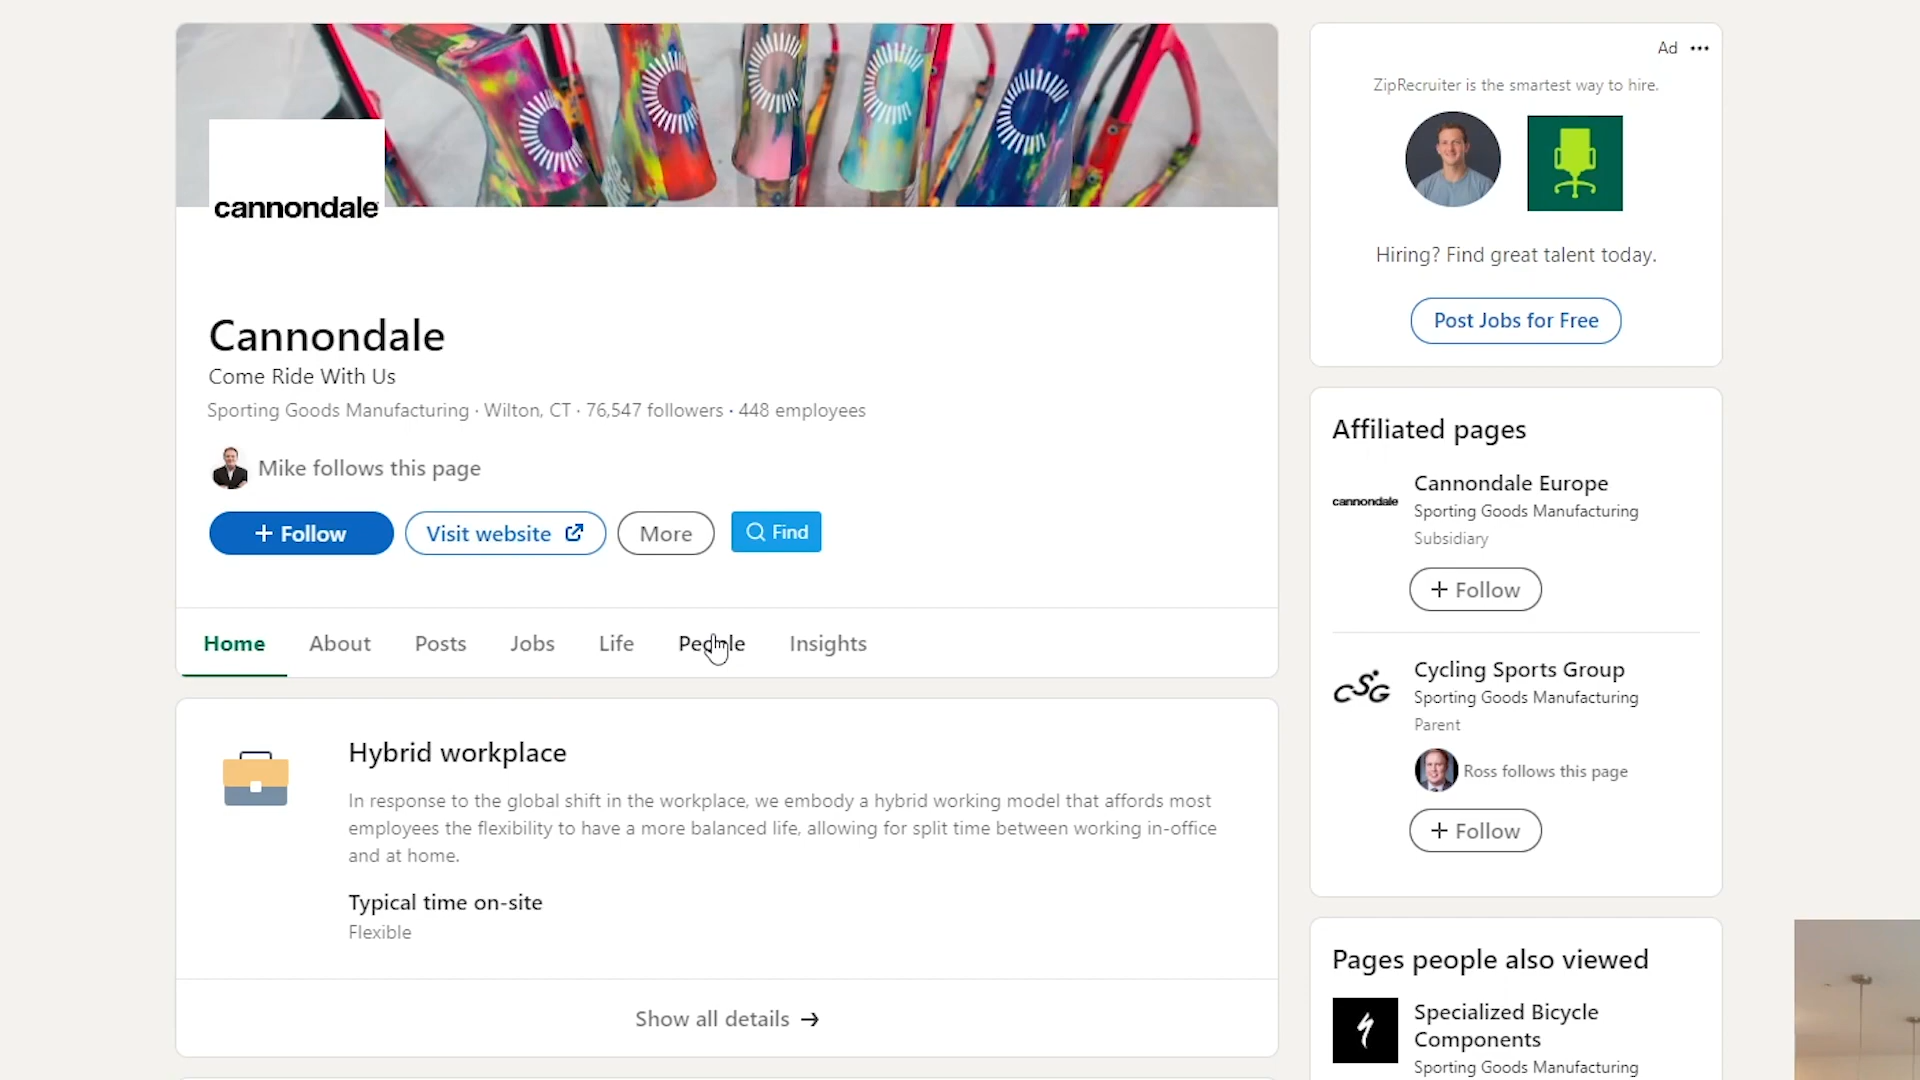 cannondale
Cannondale
Come Ride With Us
Sporting Goods Manufacturing · Wilton, CT · 76,547 followers · 448 employees
Mike follows this page
+ Follow
Visit website
More
Find
Home
About
Posts
Jobs
Life
People
Insights
Hybrid workplace
In response to the global shift in the workplace, we embody a hybrid working model that affords most
employees the flexibility to have a more balanced life, allowing for split time between working in-office
and at home.
Typical time on-site
Flexible
Show all details →
Ad •••
ZipRecruiter is the smartest way to hire.
Hiring? Find great talent today.
Post Jobs for Free
Affiliated pages
cannondale
Cannondale Europe
Sporting Goods Manufacturing
Subsidiary
+ Follow
CSG
Cycling Sports Group
Sporting Goods Manufacturing
Parent
Ross follows this page
+ Follow
Pages people also viewed
Specialized Bicycle
Components
Sporting Goods Manufacturing